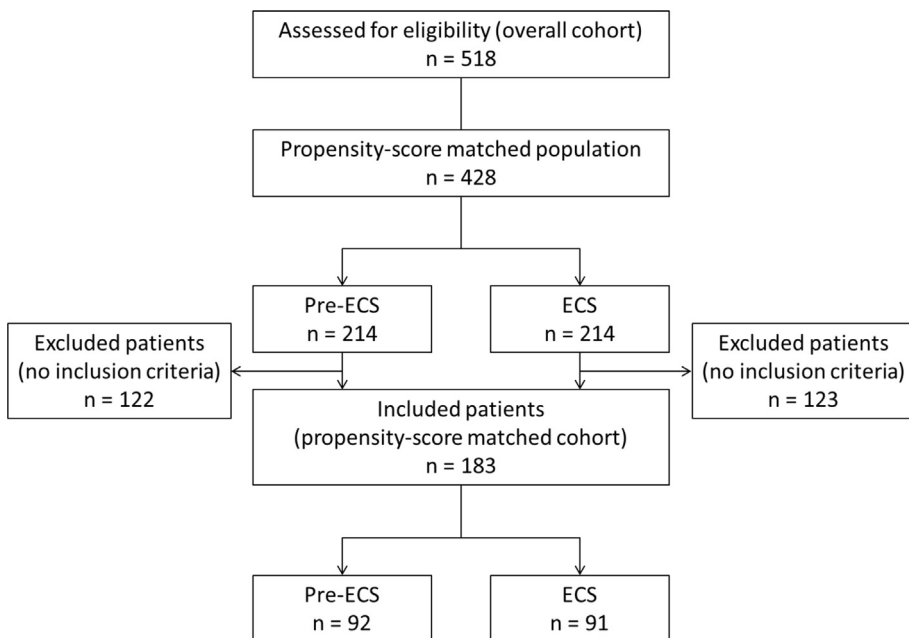 Assessed for eligibility (overall cohort)
n = 518
Propensity-score matched population
n = 428
Pre-ECS
n = 214
ECS
n = 214
Excluded patients
(no inclusion criteria)
n = 122
Excluded patients
(no inclusion criteria)
n = 123
Included patients
(propensity-score matched cohort)
n = 183
Pre-ECS
n = 92
ECS
n = 91